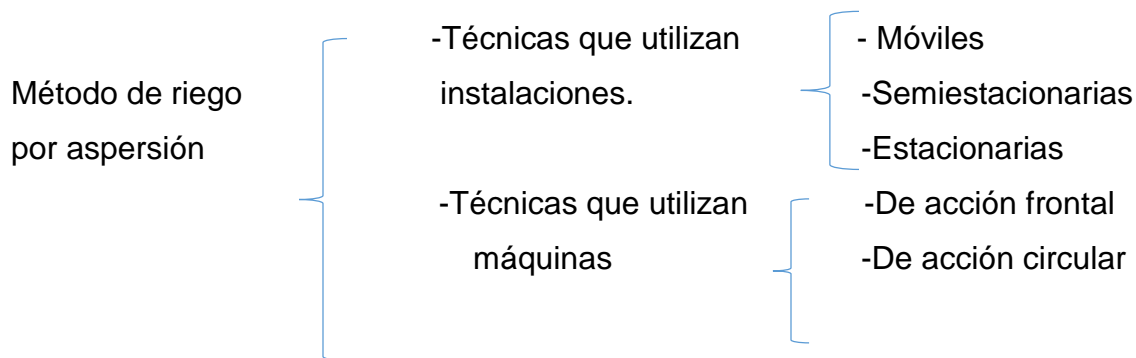 -Técnicas que utilizan
- Móviles
Método de riego
instalaciones.
-Semiestacionarias
por aspersión
-Estacionarias
-Técnicas que utilizan
-De acción frontal
máquinas
-De acción circular